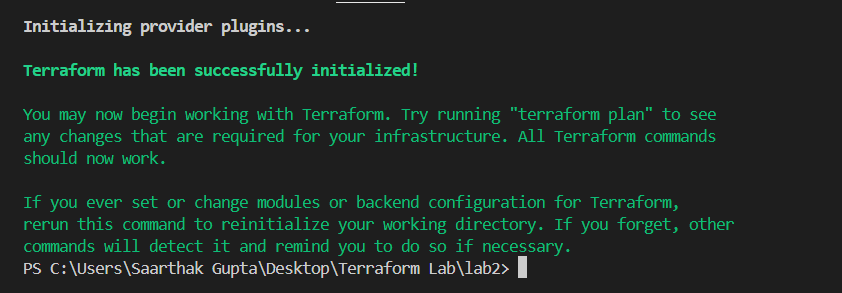 Initializing provider plugins...
Terraform has been successfully initialized!
You may now begin working with Terraform. Try running "terraform plan" to see
any changes that are required for your infrastructure. All Terraform commands
should now work.
If you ever set or change modules or backend configuration for Terraform,
rerun this command to reinitialize your working directory. If you forget, other
commands will detect it and remind you to do so if necessary.
PS C:\Users\Saarthak Gupta\Desktop\Terraform Lab\lab2>